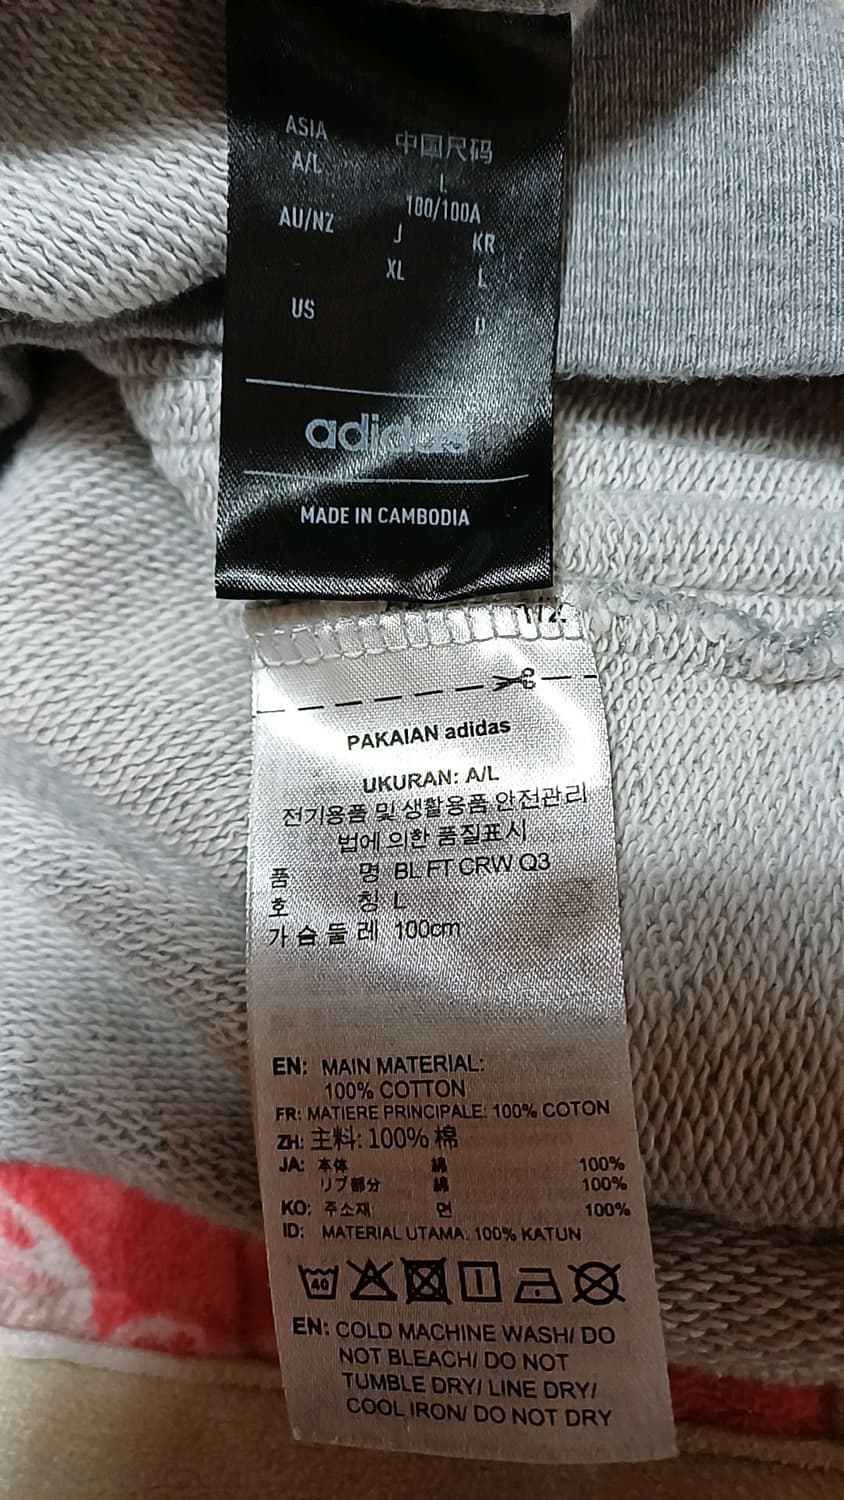 ASIA
A/L
中国尺码
L
100/100A
AU/NZ
J
KR
XL
L
US
adidas
MADE IN CAMBODIA
1/2
PAKAIAN adidas
UKURAN: A/L
전기용품 및 생활용품 안전관리
법에 의한 품질표시
품 명 BL FT CRW Q3
호 칭 L
가 슴 둘 레 100cm
EN: MAIN MATERIAL:
100% COTTON
FR: MATIERE PRINCIPALE: 100% COTON
ZH: 主料: 100% 棉
JA: 本体 綿 100%
リブ部分 綿 100%
KO: 주소재 면 100%
ID: MATERIAL UTAMA: 100% KATUN
40
EN: COLD MACHINE WASH/ DO
NOT BLEACH/ DO NOT
TUMBLE DRY/ LINE DRY/
COOL IRON/ DO NOT DRY